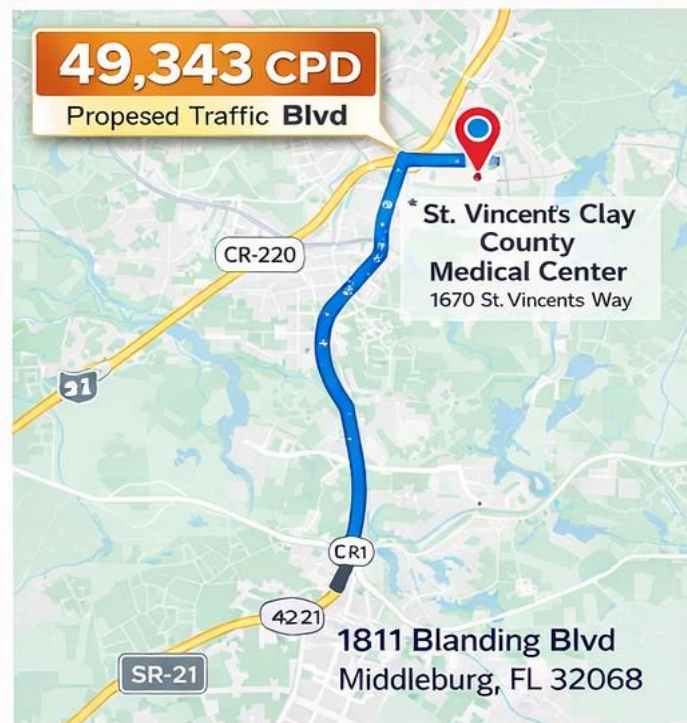 49,343 CPD
Propesed Traffic Blvd
* St. Vincent's Clay
County
Medical Center
1670 St. Vincents Way
CR-220
21
CR1
4221
SR-21
1811 Blanding Blvd
Middleburg, FL 32068